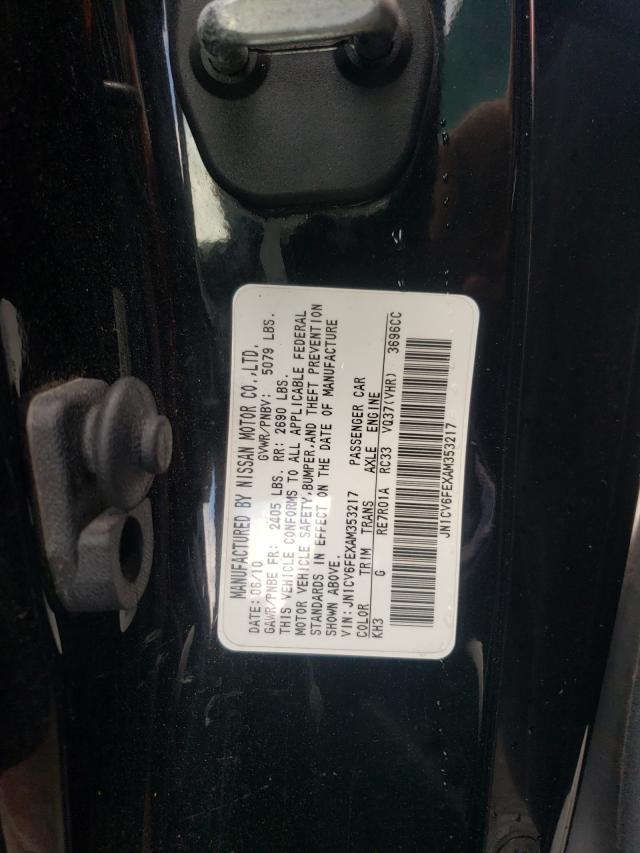 MANUFACTURED BY NISSAN MOTOR CO.,LTD.
DATE:06/10 GVWR/PNBV: 5079 LBS.
GAWR/PNBE FR: 2405 LBS. RR: 2690 LBS.
THIS VEHICLE CONFORMS TO ALL APPLICABLE FEDERAL
MOTOR VEHICLE SAFETY,BUMPER,AND THEFT PREVENTION
STANDARDS IN EFFECT ON THE DATE OF MANUFACTURE
SHOWN ABOVE.
VIN:JN1CV6FEXAM353217 PASSENGER CAR
COLOR TRIM TRANS AXLE ENGINE
KH3 G RE7R01A RC33 VQ37(VHR) 3696CC
JN1CV6FEXAM353217